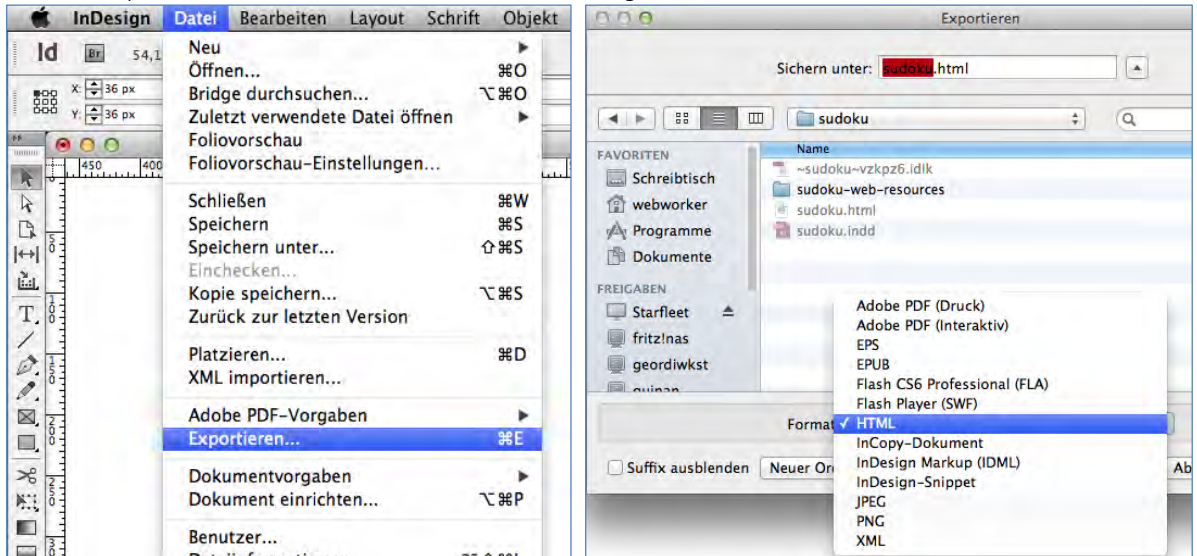 InDesign Datei Bearbeiten Layout Schrift Objekt
Id Br 54,1
X: 36 px
Y: 36 px
450 400
Neu
Öffnen... ⌘O
Bridge durchsuchen... ⌥⌘O
Zuletzt verwendete Datei öffnen
Foliovorschau
Foliovorschau-Einstellungen...
Schließen ⌘W
Speichern ⌘S
Speichern unter... ⇧⌘S
Einchecken...
Kopie speichern... ⌥⌘S
Zurück zur letzten Version
Platzieren... ⌘D
XML importieren...
Adobe PDF-Vorgaben
Exportieren... ⌘E
Dokumentvorgaben
Dokument einrichten... ⌥⌘P
Benutzer...
Exportieren
Sichern unter: sudoku.html
sudoku
FAVORITEN
Schreibtisch
webworker
Programme
Dokumente
FREIGABEN
Starfleet
fritz!nas
geordiwkst
Name
~sudoku~vzkpz6.idlk
sudoku-web-resources
sudoku.html
sudoku.indd
Format
Adobe PDF (Druck)
Adobe PDF (Interaktiv)
EPS
EPUB
Flash CS6 Professional (FLA)
Flash Player (SWF)
✓ HTML
InCopy-Dokument
InDesign Markup (IDML)
InDesign-Snippet
JPEG
PNG
XML
Suffix ausblenden
Neuer Or
Ab